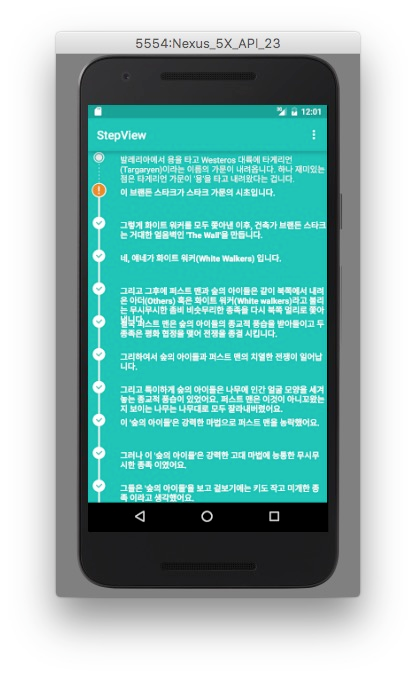 5554:Nexus_5X_API_23
12:01
StepView
발레리아에서 용을 타고 Westeros 대륙에 타게리언
(Targaryen)이라는 이름의 가문이 내려옵니다. 하나 재미있는
점은 타게리언 가문이 '용'을 타고 내려왔다는 겁니다.
이 브랜든 스타크가 스타크 가문의 시초입니다.
그렇게 화이트 워커를 모두 쫓아낸 이후, 건축가 브랜든 스타크
는 거대한 얼음벽인 'The Wall'을 만듭니다.
네, 얘네가 화이트 워커(White Walkers) 입니다.
그리고 그후에 퍼스트 맨과 숲의 아이들은 같이 북쪽에서 내려
온 아더(Others) 혹은 화이트 워커(White walkers)라고 불리
는 무시무시한 좀비 비슷무리한 종족을 다시 북쪽 멀리로 쫓아
냅니다.
결국 퍼스트 맨은 숲의 아이들의 종교적 풍습을 받아들이고 두
종족은 평화 협정을 맺어 전쟁을 종결 시킵니다.
그리하여서 숲의 아이들과 퍼스트 맨의 치열한 전쟁이 일어납
니다.
그리고 특이하게 숲의 아이들은 나무에 인간 얼굴 모양을 세겨
놓는 종교적 풍습이 있었어요. 퍼스트 맨은 이것이 아니꼬왔는
지 보이는 나무는 나무대로 모두 잘라내버렸어요.
이 '숲의 아이들'은 강력한 마법으로 퍼스트 맨을 농락했어요.
그러나 이 '숲의 아이들'은 강력한 고대 마법에 능통한 무시무
시한 종족 이였어요.
그들은 '숲의 아이들'을 보고 겉보기에는 키도 작고 미개한 종
족 이라고 생각했어요.